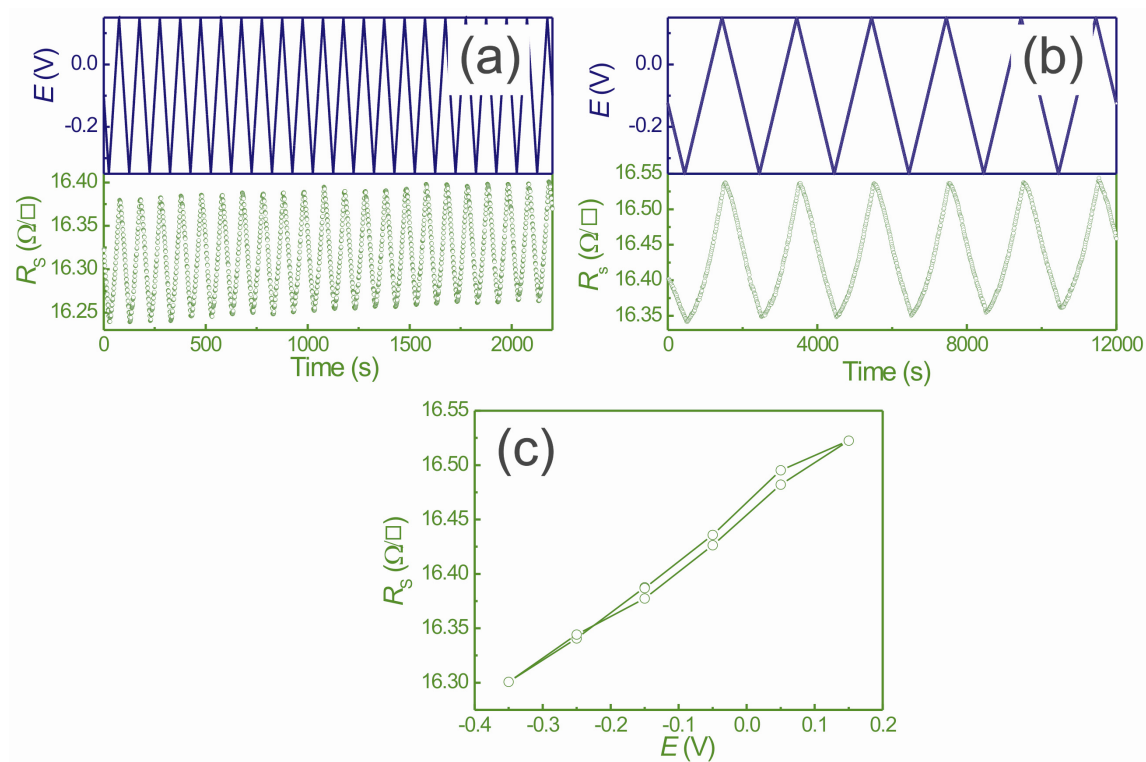 E (V)
0.0
-0.2
(a)
R_S (Ω/□)
16.40
16.35
16.30
16.25
0 500 1000 1500 2000
Time (s)
E (V)
0.0
-0.2
(b)
R_s (Ω/□)
16.55
16.50
16.45
16.40
16.35
0 4000 8000 12000
Time (s)
(c)
R_S (Ω/□)
16.55
16.50
16.45
16.40
16.35
16.30
-0.4 -0.3 -0.2 -0.1 0.0 0.1 0.2
E (V)